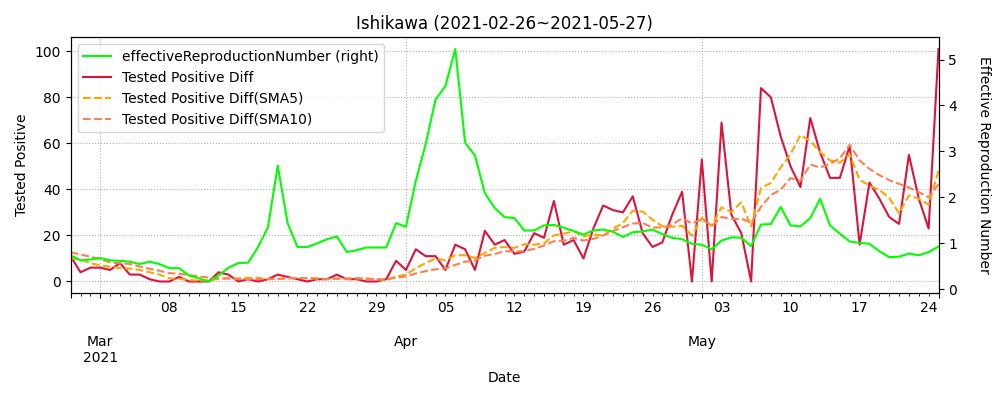 Ishikawa (2021-02-26~2021-05-27)
effectiveReproductionNumber (right)
Tested Positive Diff
Tested Positive Diff(SMA5)
Tested Positive Diff(SMA10)
Tested Positive
100
80
60
40
20
0
Effective Reproduction Number
5
4
3
2
1
0
08 15 22 29 05 12 19 26 03 10 17 24
Mar Apr May
2021
Date